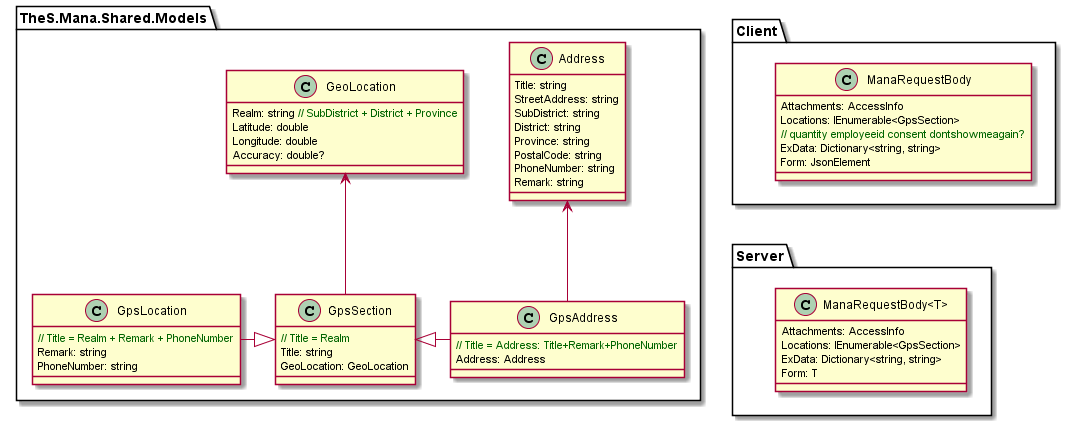 TheS.Mana.Shared.Models
C GeoLocation
Realm: string // SubDistrict + District + Province
Latitude: double
Longitude: double
Accuracy: double?
C Address
Title: string
StreetAddress: string
SubDistrict: string
District: string
Province: string
PostalCode: string
PhoneNumber: string
Remark: string
C GpsLocation
// Title = Realm + Remark + PhoneNumber
Remark: string
PhoneNumber: string
C GpsSection
// Title = Realm
Title: string
GeoLocation: GeoLocation
C GpsAddress
// Title = Address: Title+Remark+PhoneNumber
Address: Address
Client
C ManaRequestBody
Attachments: AccessInfo
Locations: IEnumerable<GpsSection>
// quantity employeeid consent dontshowmeagain?
ExData: Dictionary<string, string>
Form: JsonElement
Server
C ManaRequestBody<T>
Attachments: AccessInfo
Locations: IEnumerable<GpsSection>
ExData: Dictionary<string, string>
Form: T